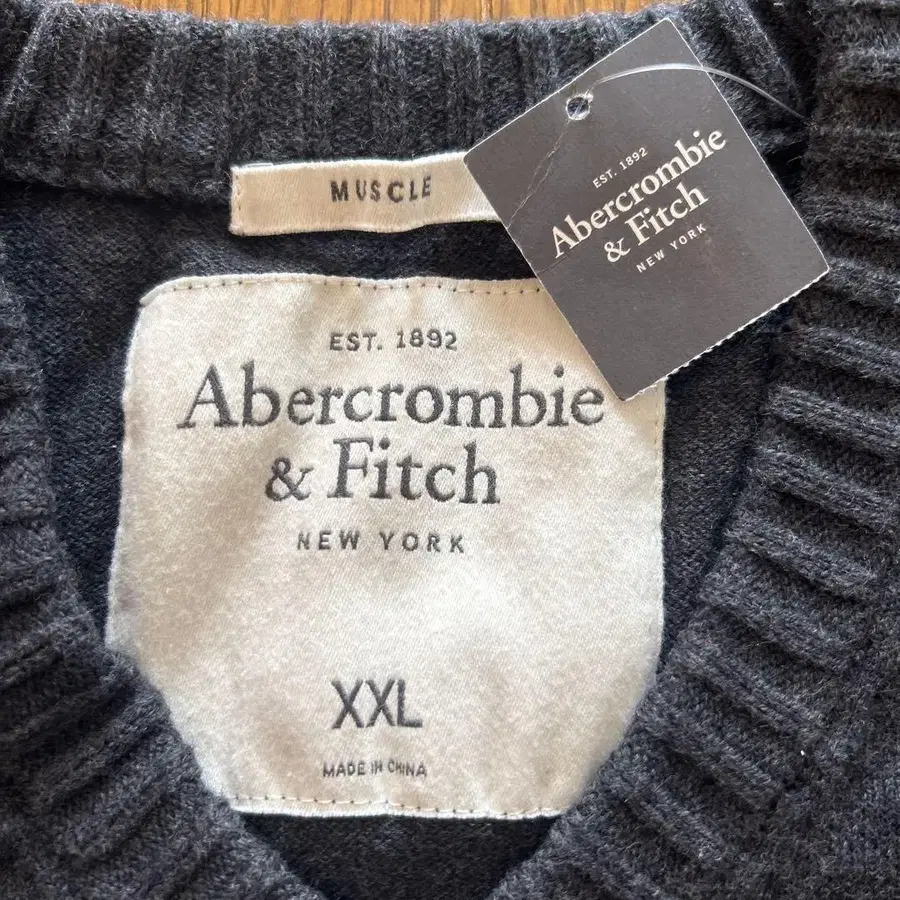 MUSCLE
EST. 1892
Abercrombie
& Fitch
NEW YORK
EST. 1892
Abercrombie
& Fitch
NEW YORK
XXL
MADE IN CHINA